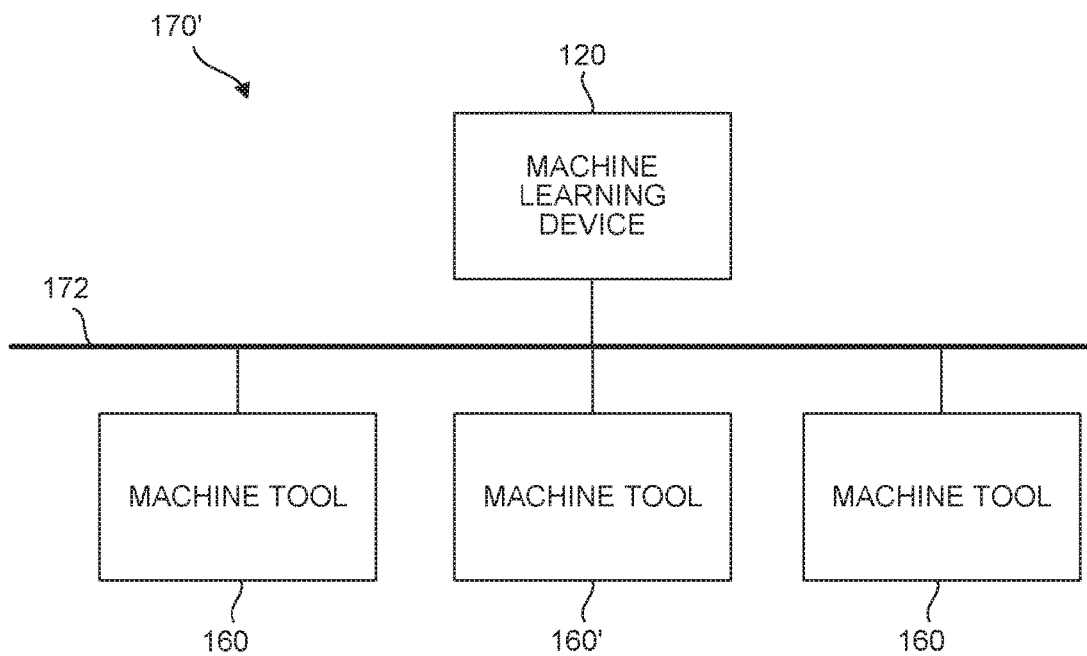 170'
120
MACHINE
LEARNING
DEVICE
172
MACHINE TOOL
MACHINE TOOL
MACHINE TOOL
160
160'
160